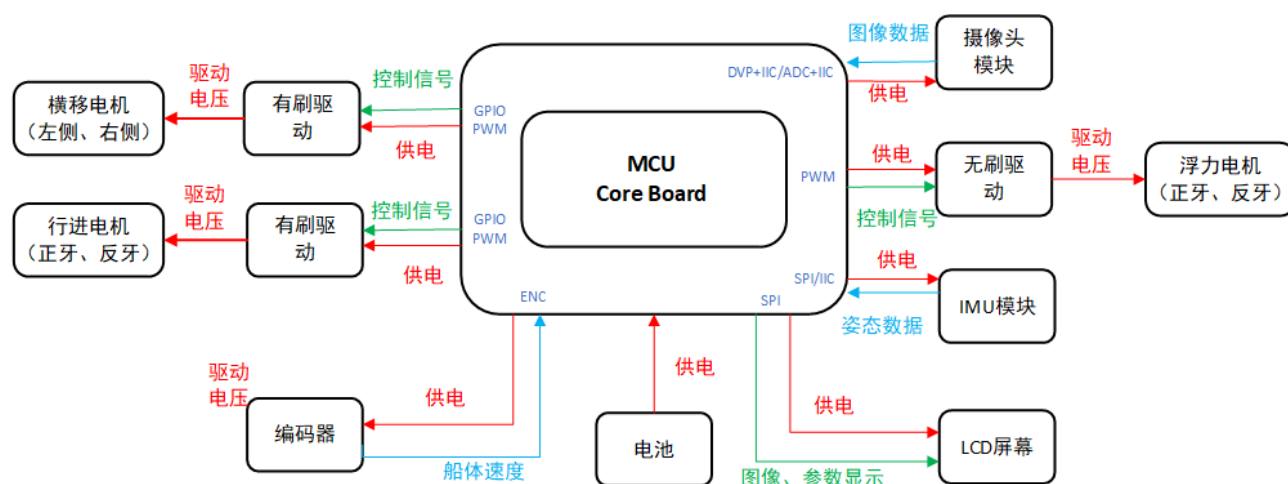 图像数据
摄像头
模块
DVP+IIC/ADC+IIC
供电
驱动
电压
控制信号
横移电机
（左侧、右侧）
有刷驱
动
GPIO
PWM
供电
MCU
Core Board
供电
PWM
控制信号
无刷驱
动
驱动
电压
浮力电机
（正牙、反牙）
驱动
电压
控制信号
行进电机
（正牙、反牙）
有刷驱
动
GPIO
PWM
供电
SPI/IIC
供电
姿态数据
IMU模块
ENC
SPI
驱动
电压
供电
编码器
船体速度
供电
电池
供电
LCD屏幕
图像、参数显示